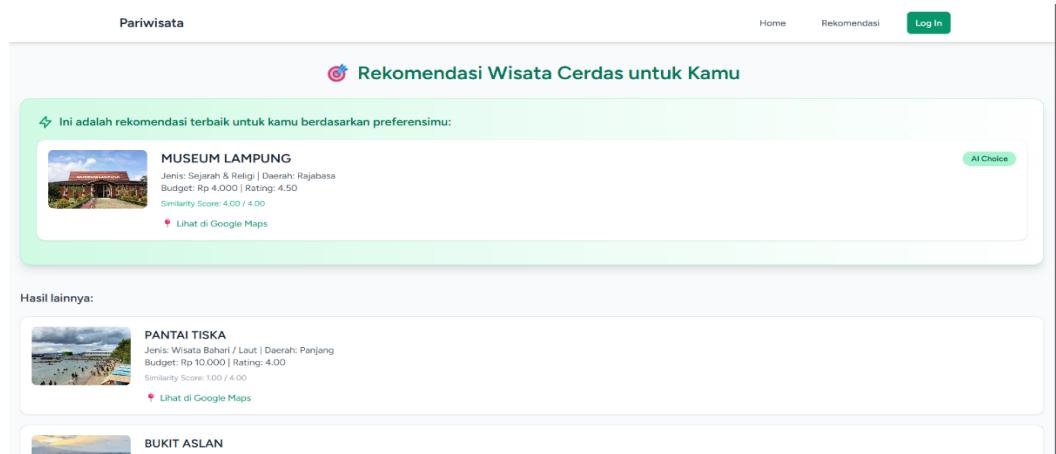 Pariwisata
Home
Rekomendasi
Log In
Rekomendasi Wisata Cerdas untuk Kamu
Ini adalah rekomendasi terbaik untuk kamu berdasarkan preferensimu:
MUSEUM LAMPUNG
AI Choice
Jenis: Sejarah & Religi | Daerah: Rajabasa
Budget: Rp 4.000 | Rating: 4.50
Similarity Score: 4.00 / 4.00
Lihat di Google Maps
Hasil lainnya:
PANTAI TISKA
Jenis: Wisata Bahari / Laut | Daerah: Panjang
Budget: Rp 10.000 | Rating: 4.00
Similarity Score: 1.00 / 4.00
Lihat di Google Maps
BUKIT ASLAN